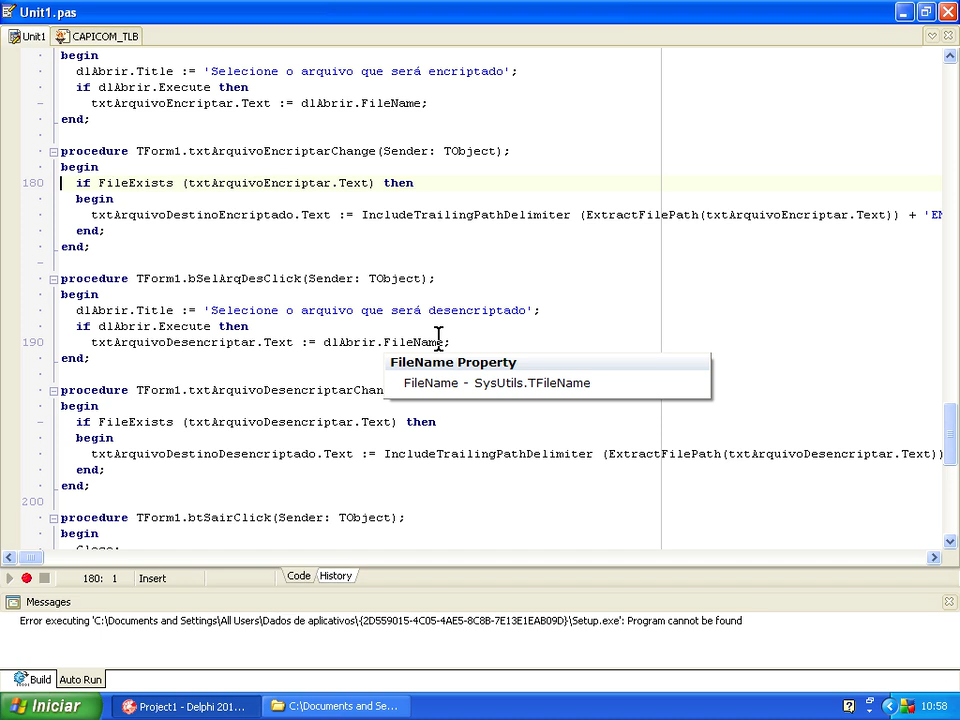 Unit1.pas
Unit1 CAPICOM_TLB
begin
dlAbrir.Title := 'Selecione o arquivo que será encriptado';
if dlAbrir.Execute then
txtArquivoEncriptar.Text := dlAbrir.FileName;
end;
procedure TForm1.txtArquivoEncriptarChange(Sender: TObject);
begin
180 if FileExists (txtArquivoEncriptar.Text) then
begin
txtArquivoDestinoEncriptado.Text := IncludeTrailingPathDelimiter (ExtractFilePath(txtArquivoEncriptar.Text)) + 'EN
end;
end;
procedure TForm1.bSelArqDesClick(Sender: TObject);
begin
dlAbrir.Title := 'Selecione o arquivo que será desencriptado';
if dlAbrir.Execute then
190 txtArquivoDesencriptar.Text := dlAbrir.FileName;
end;
FileName Property
FileName - SysUtils.TFileName
procedure TForm1.txtArquivoDesencriptarChan
begin
if FileExists (txtArquivoDesencriptar.Text) then
begin
txtArquivoDestinoDesencriptado.Text := IncludeTrailingPathDelimiter (ExtractFilePath(txtArquivoDesencriptar.Text))
end;
end;
200
procedure TForm1.btSairClick(Sender: TObject);
begin
Close;
180: 1 Insert Code History
Messages
Error executing 'C:\Documents and Settings\All Users\Dados de aplicativos\{2D559015-4C05-4AE5-8C8B-7E13E1EAB09D}\Setup.exe': Program cannot be found
Build Auto Run
Iniciar Project1 - Delphi 201... C:\Documents and Se... 10:58